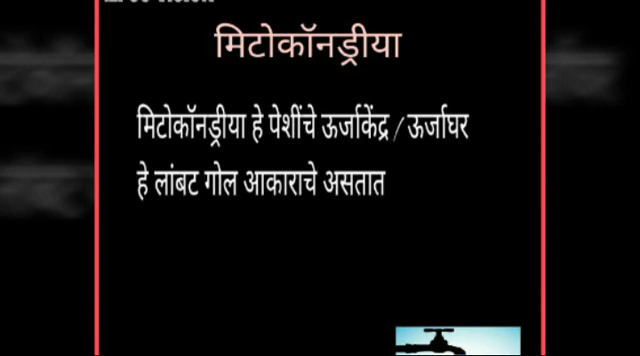 मिटोकॉनड्रीया
मिटोकॉनड्रीया हे पेशींचे ऊर्जाकेंद्र / ऊर्जाघर
हे लांबट गोल आकाराचे असतात